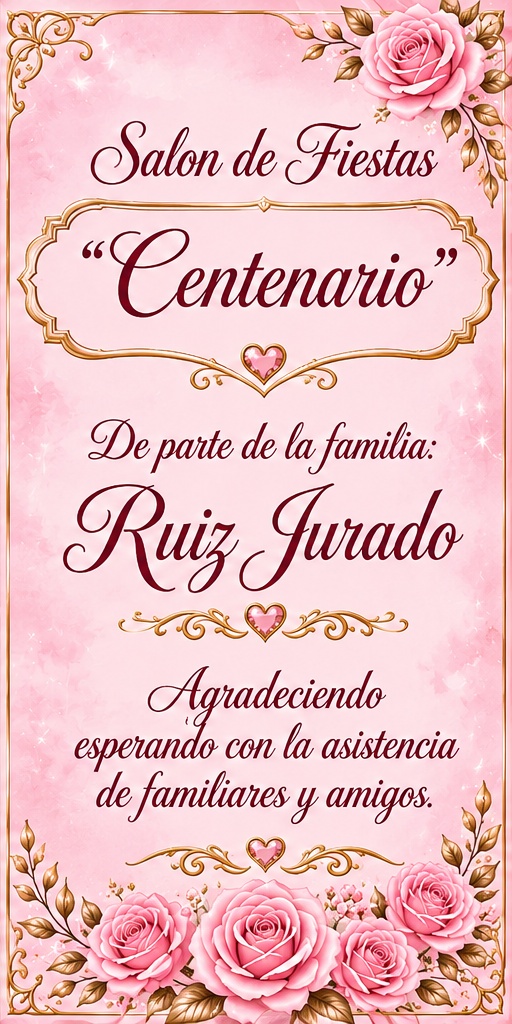 Salon de Fiestas
“Centenario”
De parte de la familia:
Ruiz Jurado
Agradeciendo
esperando con la asistencia
de familiares y amigos.